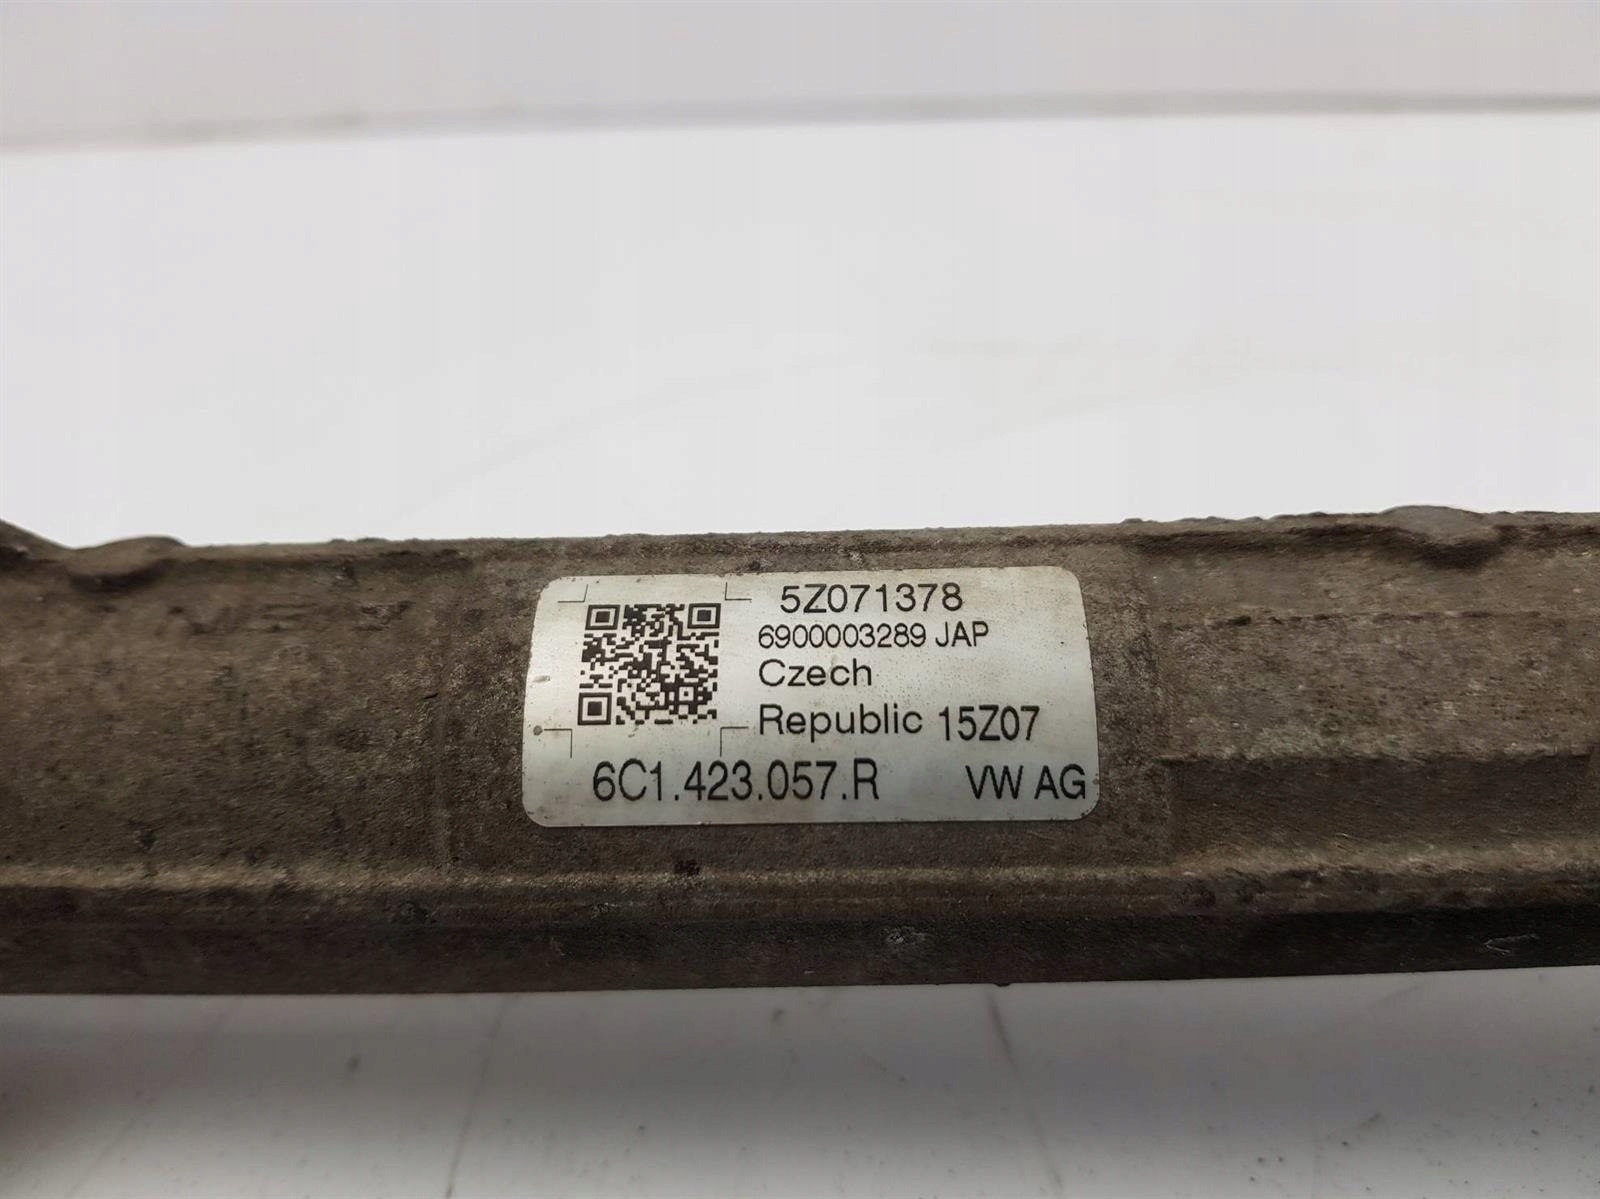 5Z071378
6900003289 JAP
Czech
Republic 15Z07
6C1.423.057.R VW AG